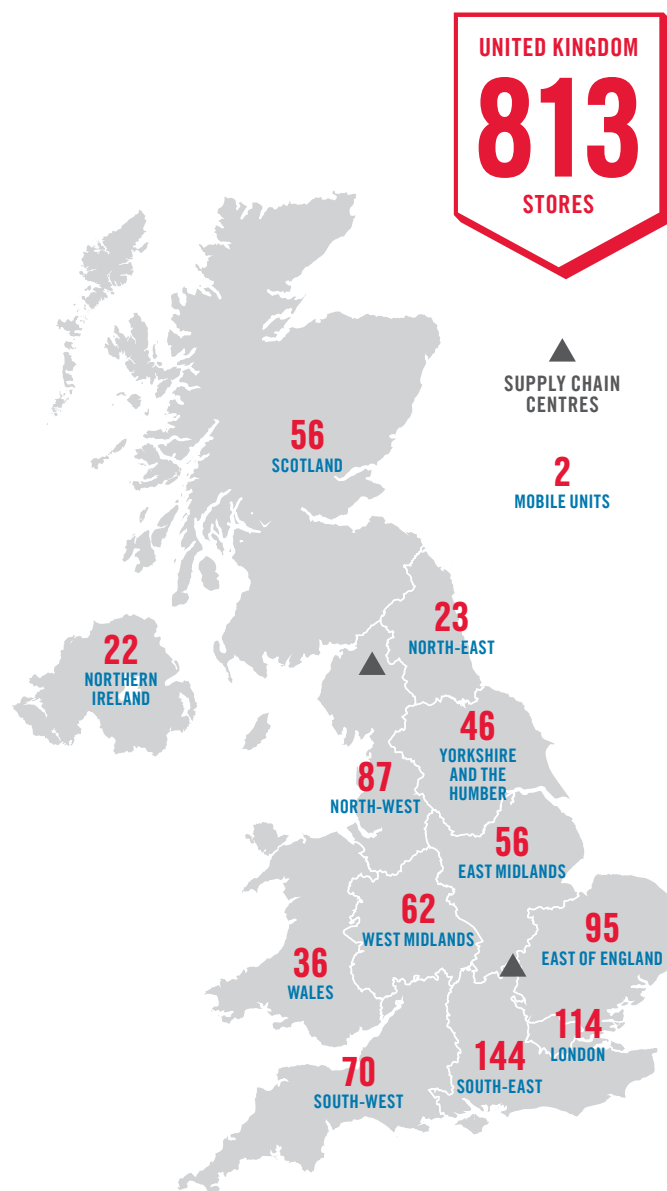 UNITED KINGDOM
813
STORES
SUPPLY CHAIN
CENTRES
2
MOBILE UNITS
56
SCOTLAND
23
NORTH-EAST
22
NORTHERN
IRELAND
46
YORKSHIRE
AND THE
HUMBER
87
NORTH-WEST
56
EAST MIDLANDS
62
WEST MIDLANDS
95
EAST OF ENGLAND
36
WALES
114
LONDON
144
SOUTH-EAST
70
SOUTH-WEST